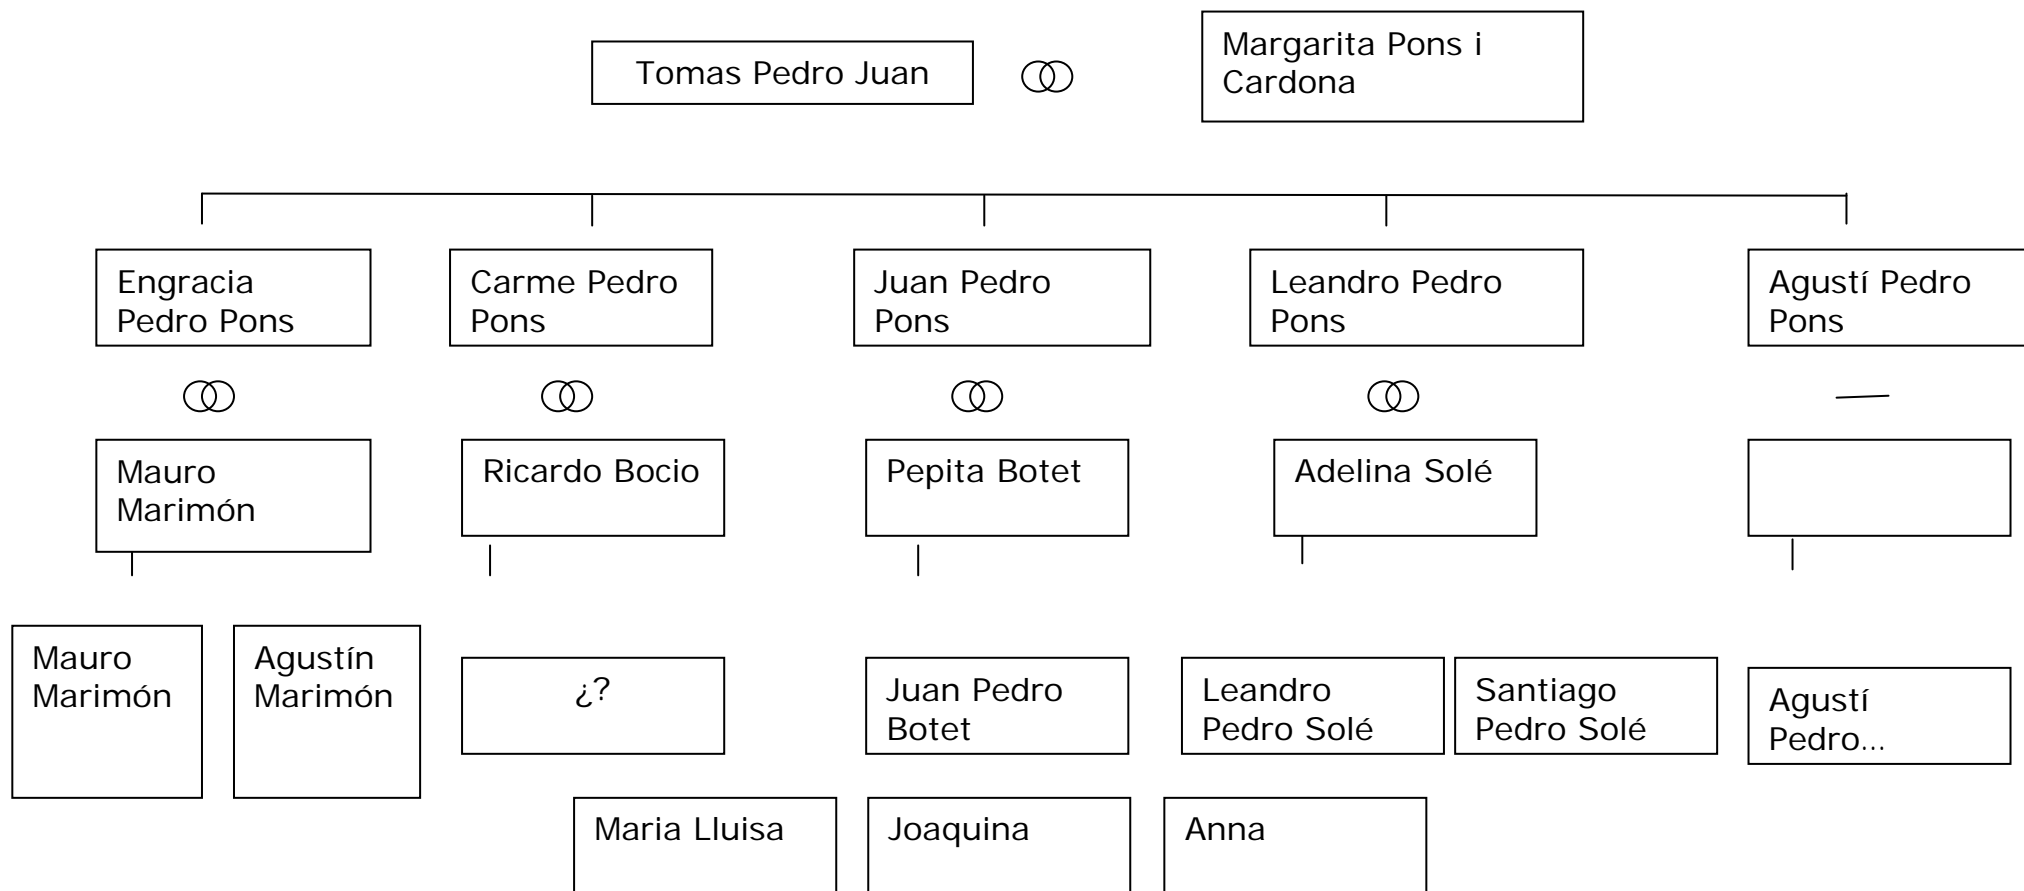 Tomas Pedro Juan
Margarita Pons i
Cardona
Engracia
Pedro Pons
Carme Pedro
Pons
Juan Pedro
Pons
Leandro Pedro
Pons
Agustí Pedro
Pons
Mauro
Marimón
Ricardo Bocio
Pepita Botet
Adelina Solé
Mauro
Marimón
Agustín
Marimón
¿?
Juan Pedro
Botet
Leandro
Pedro Solé
Santiago
Pedro Solé
Agustí
Pedro...
Maria Lluisa
Joaquina
Anna